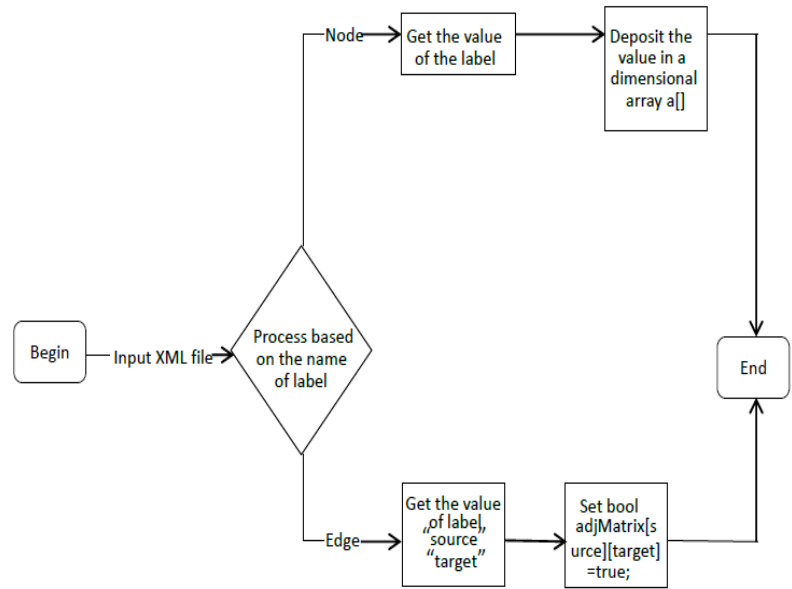 Node
Get the value
of the label
Deposit the
value in a
dimensional
array a[]
Begin
Input XML file
Process based
on the name
of label
End
Edge
Get the value
of label
“source”
“target”
Set bool
adjMatrix[s
urce][target]
=true;